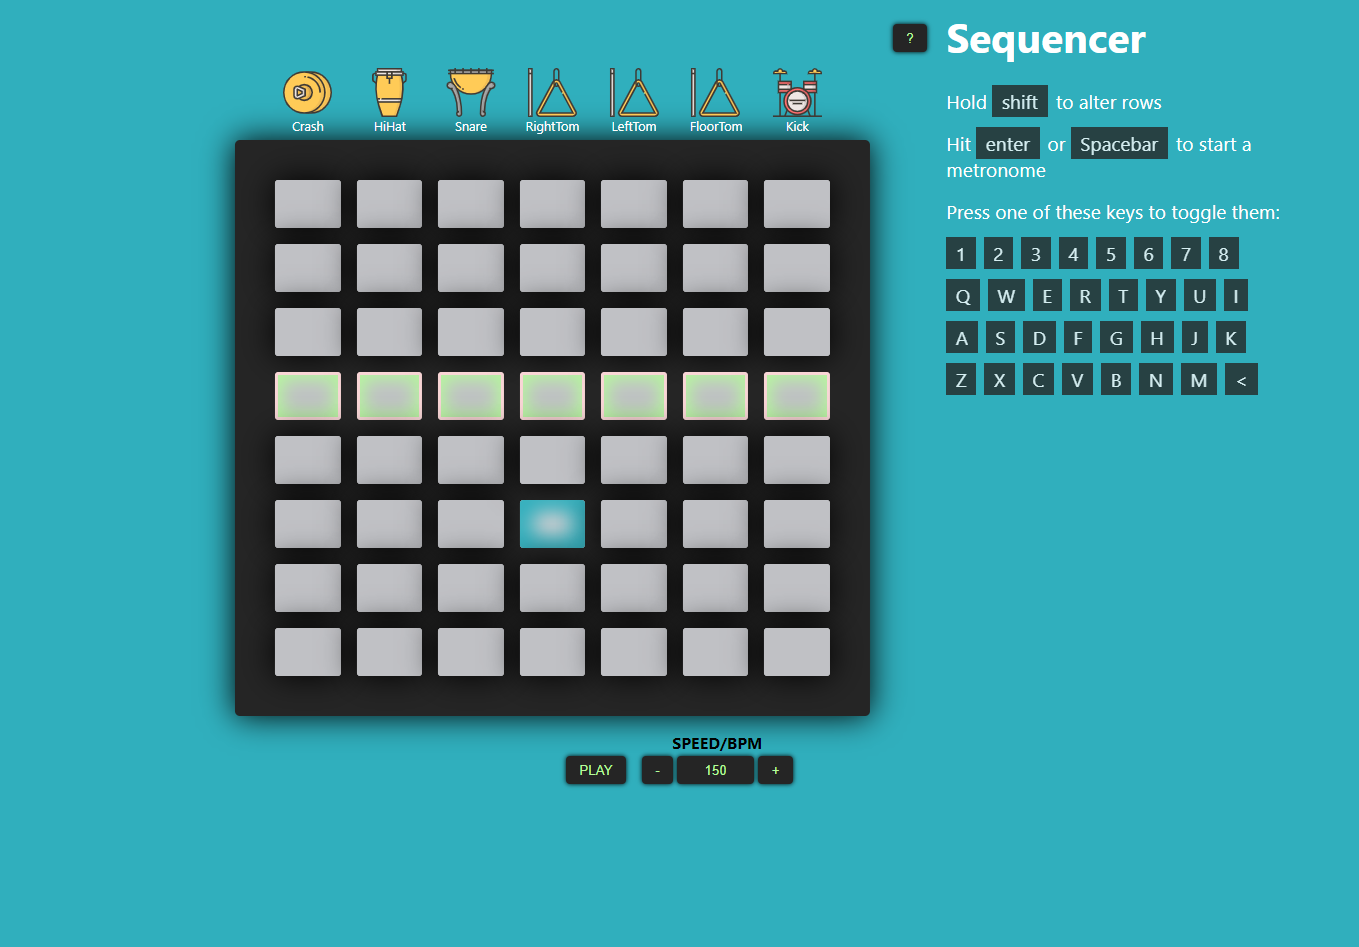 ?
Sequencer
Crash HiHat Snare RightTom LeftTom FloorTom Kick
Hold shift to alter rows
Hit enter or Spacebar to start a
metronome
Press one of these keys to toggle them:
1 2 3 4 5 6 7 8
Q W E R T Y U I
A S D F G H J K
Z X C V B N M <
SPEED/BPM
PLAY - 150 +